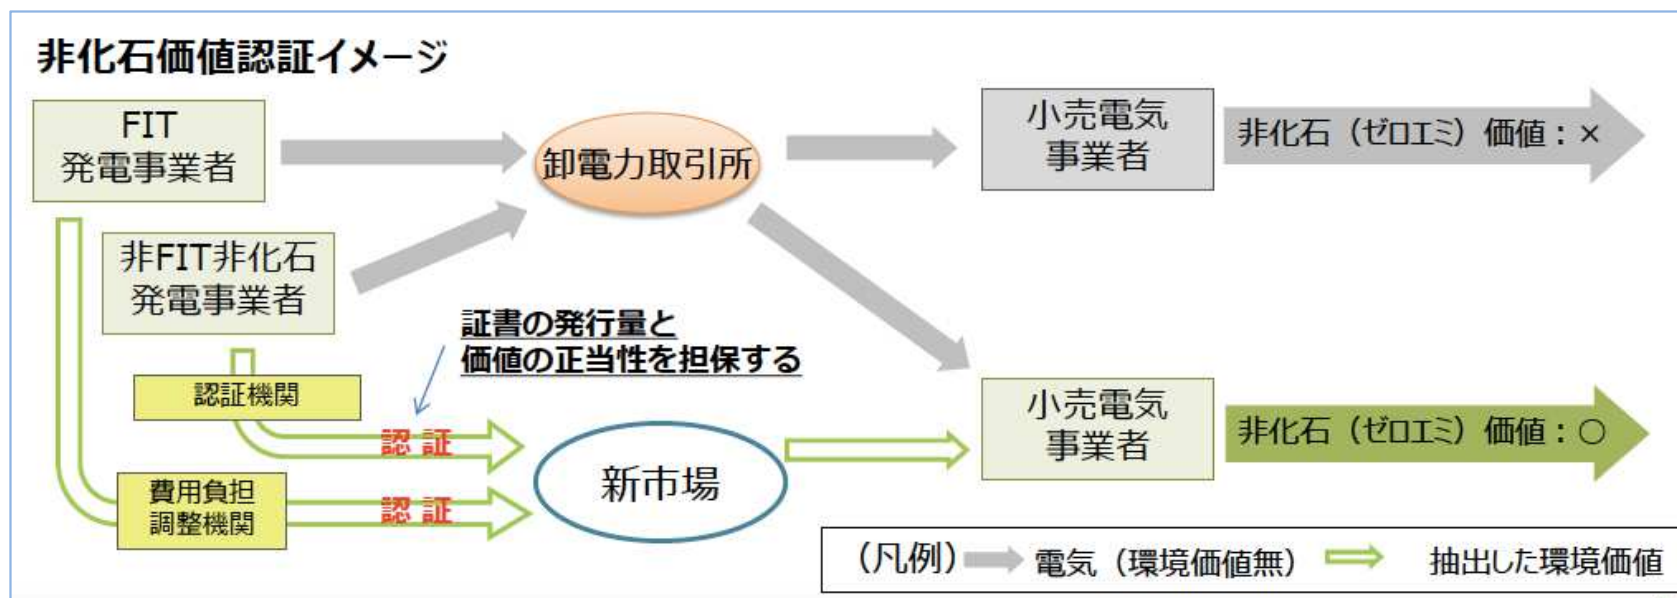 非化石価値認証イメージ
FIT
発電事業者
卸電力取引所
小売電気
事業者
非化石（ゼロエミ）価値：×
非FIT非化石
発電事業者
証書の発行量と
価値の正当性を担保する
認証機関
認 証
小売電気
事業者
非化石（ゼロエミ）価値：○
新市場
費用負担
調整機関
認 証
（凡例）　電気（環境価値無）　抽出した環境価値